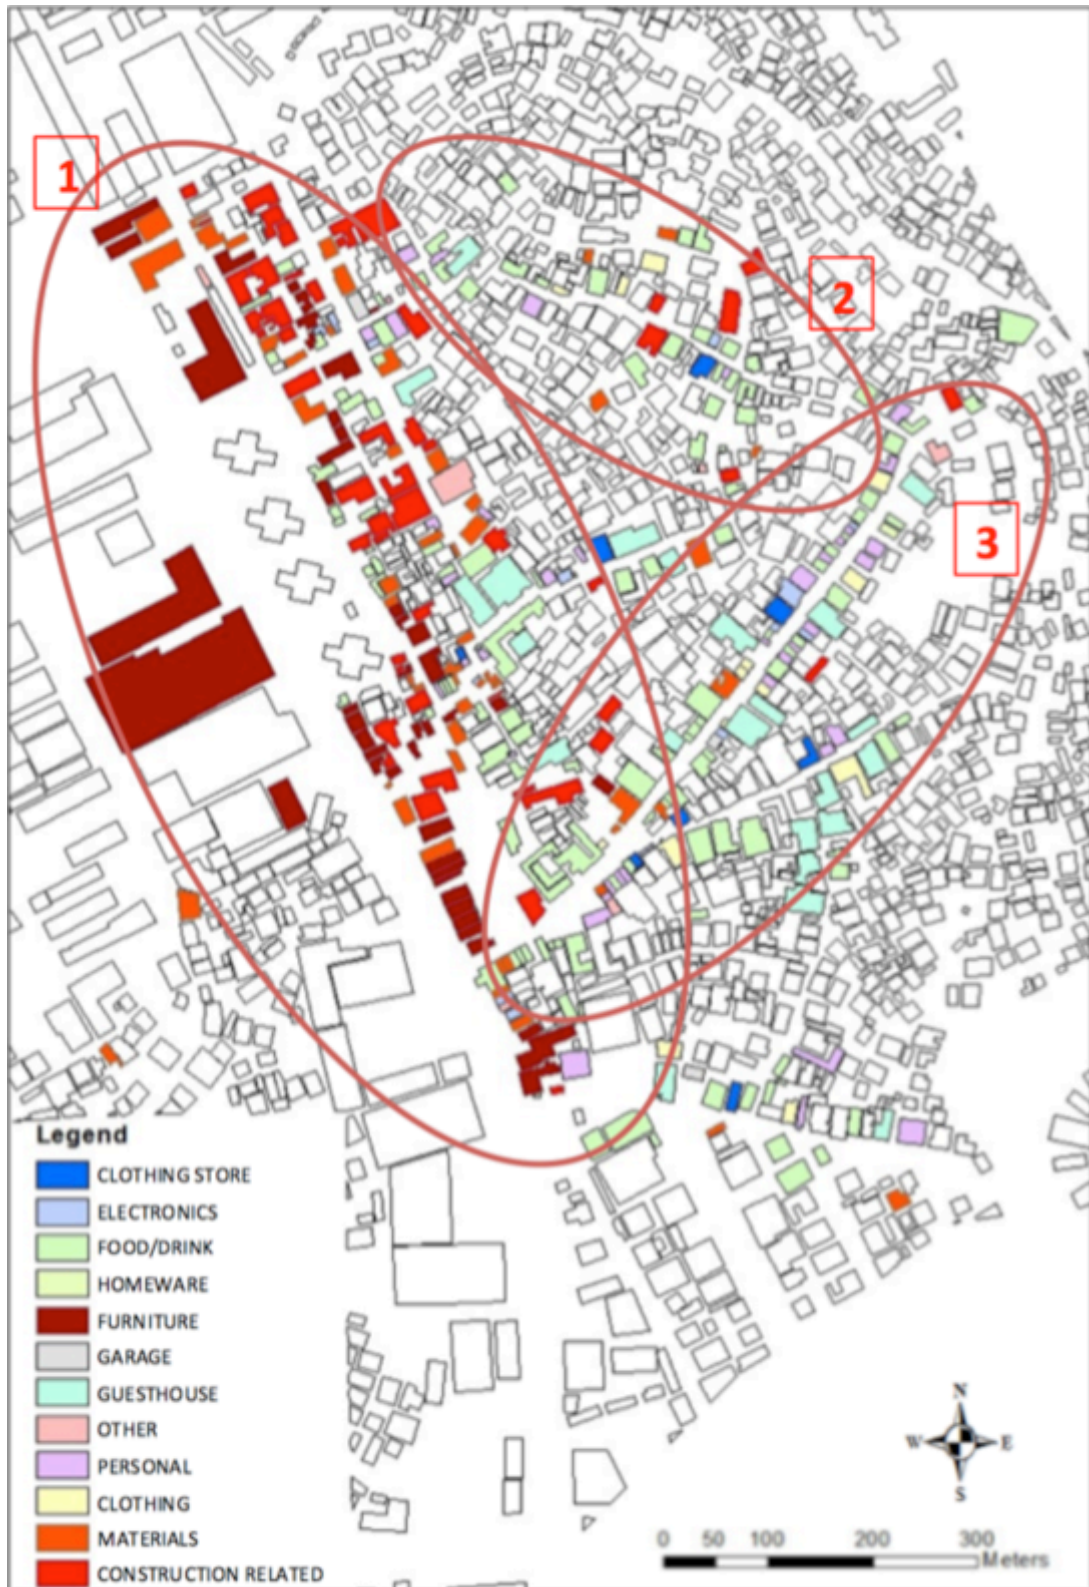 1
2
3
Legend
CLOTHING STORE
ELECTRONICS
FOOD/DRINK
HOMEWARE
FURNITURE
GARAGE
GUESTHOUSE
OTHER
PERSONAL
CLOTHING
MATERIALS
CONSTRUCTION RELATED
N
W E
S
0 50 100 200 300
Meters